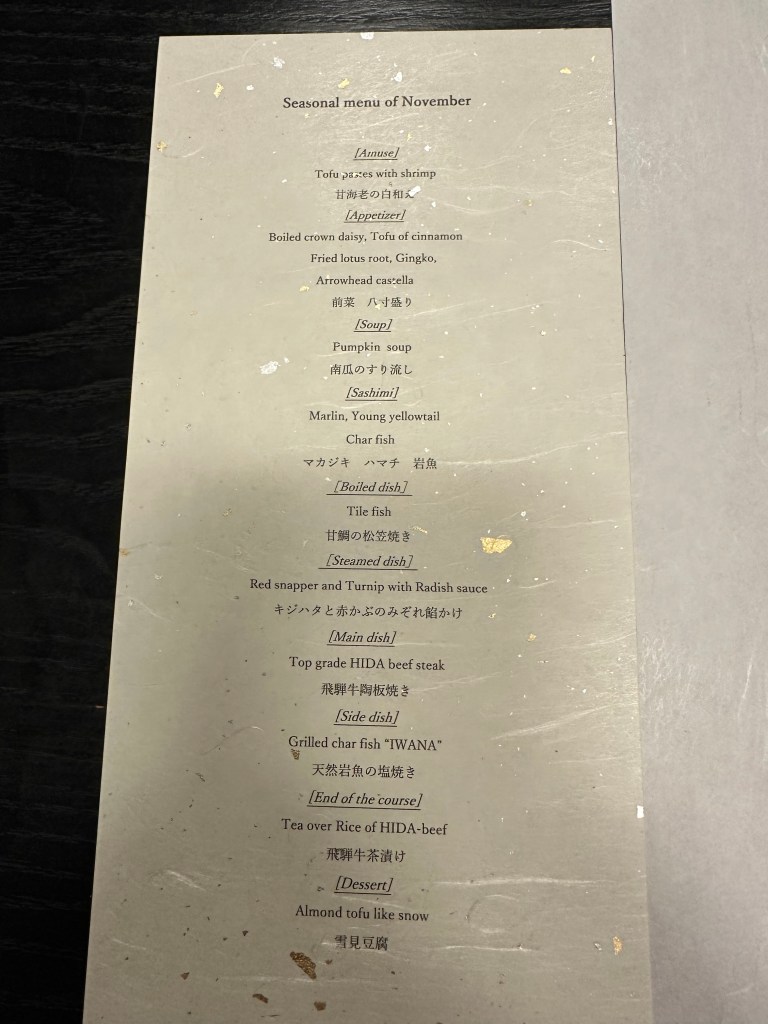 Seasonal menu of November
[Amuse]
Tofu pastes with shrimp
甘海老の白和え
[Appetizer]
Boiled crown daisy, Tofu of cinnamon
Fried lotus root, Gingko,
Arrowhead castella
前菜　八寸盛り
[Soup]
Pumpkin soup
南瓜のすり流し
[Sashimi]
Marlin, Young yellowtail
Char fish
マカジキ　ハマチ　岩魚
［Boiled dish］
Tile fish
甘鯛の松笠焼き
［Steamed dish］
Red snapper and Turnip with Radish sauce
キジハタと赤かぶのみぞれ餡かけ
[Main dish]
Top grade HIDA beef steak
飛騨牛陶板焼き
[Side dish]
Grilled char fish “IWANA”
天然岩魚の塩焼き
[End of the course]
Tea over Rice of HIDA-beef
飛騨牛茶漬け
[Dessert]
Almond tofu like snow
雪見豆腐